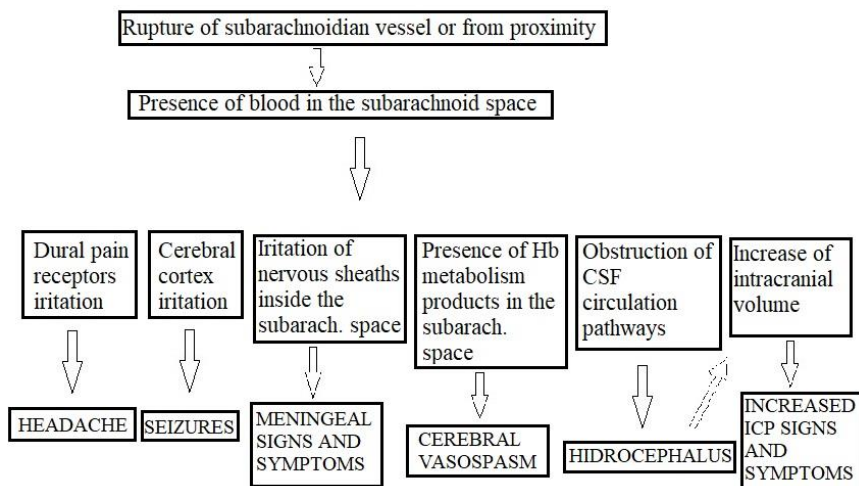 Rupture of subarachnoidian vessel or from proximity
Presence of blood in the subarachnoid space
Dural pain
receptors
iritation
Cerebral
cortex
iritation
Iritation of
nervous sheaths
inside the
subarach. space
Presence of Hb
metabolism
products in the
subarach.
space
Obstruction of
CSF
circulation
pathways
Increase of
intracranial
volume
HEADACHE
SEIZURES
MENINGEAL
SIGNS AND
SYMPTOMS
CEREBRAL
VASOSPASM
HIDROCEPHALUS
INCREASED
ICP SIGNS
AND
SYMPTOMS